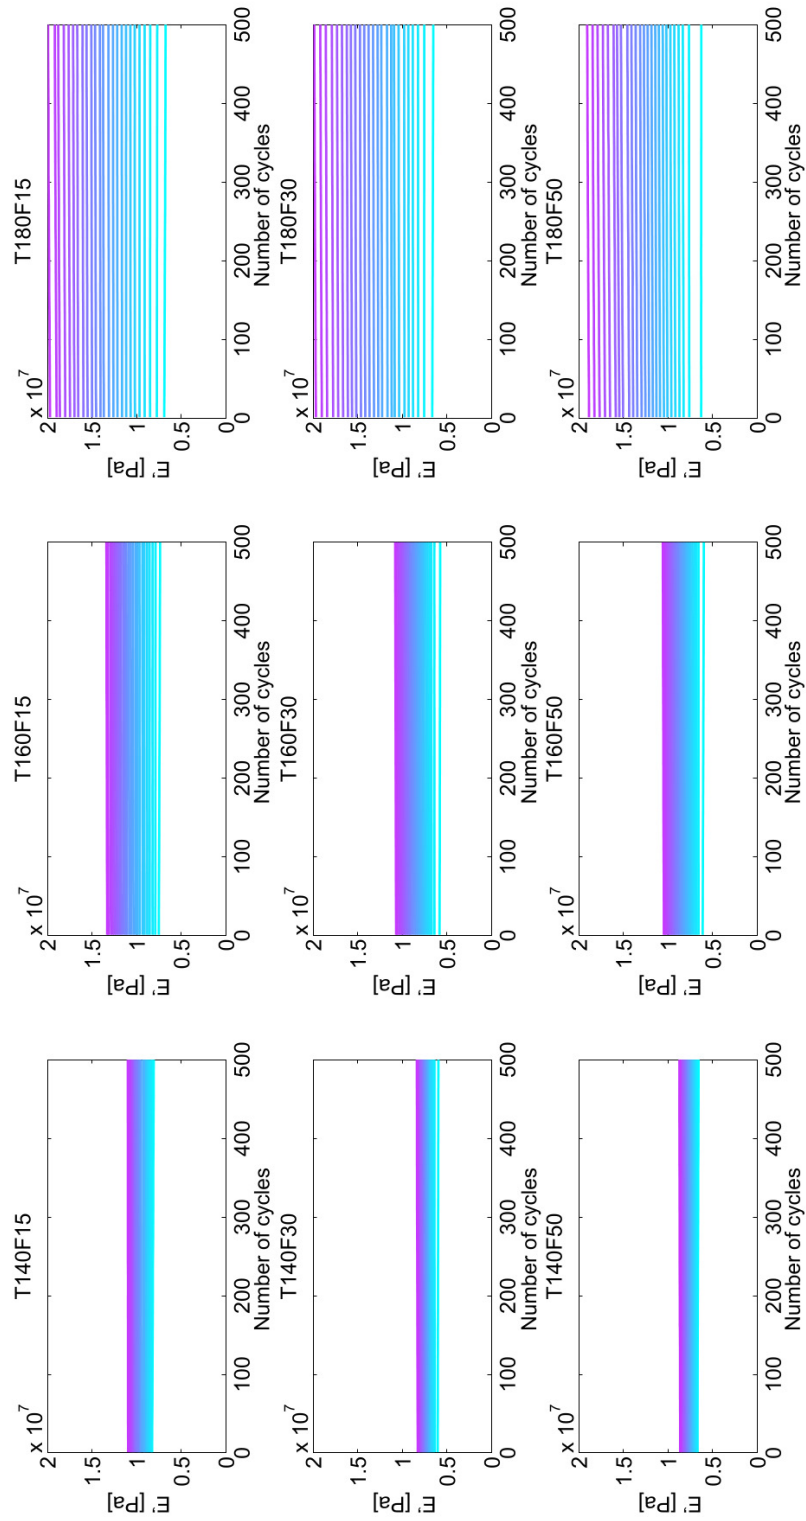 T140F15
x 10^7
2
1.5
1
0.5
0
E' [Pa]
0 100 200 300 400 500
Number of cycles
T160F15
x 10^7
2
1.5
1
0.5
0
E' [Pa]
0 100 200 300 400 500
Number of cycles
T180F15
x 10^7
2
1.5
1
0.5
0
E' [Pa]
0 100 200 300 400 500
Number of cycles
T140F30
2
1.5
1
0.5
0
E' [Pa]
x 10^7
0 100 200 300 400 500
Number of cycles
T160F30
x 10^7
2
1.5
1
0.5
0
E' [Pa]
0 100 200 300 400 500
Number of cycles
T180F30
x 10^7
2
1.5
1
0.5
0
E' [Pa]
0 100 200 300 400 500
Number of cycles
T140F50
x 10^7
2
1.5
1
0.5
0
E' [Pa]
0 100 200 300 400 500
Number of cycles
T160F50
x 10^7
2
1.5
1
0.5
0
E' [Pa]
0 100 200 300 400 500
Number of cycles
T180F50
x 10^7
2
1.5
1
0.5
0
E' [Pa]
0 100 200 300 400 500
Number of cycles